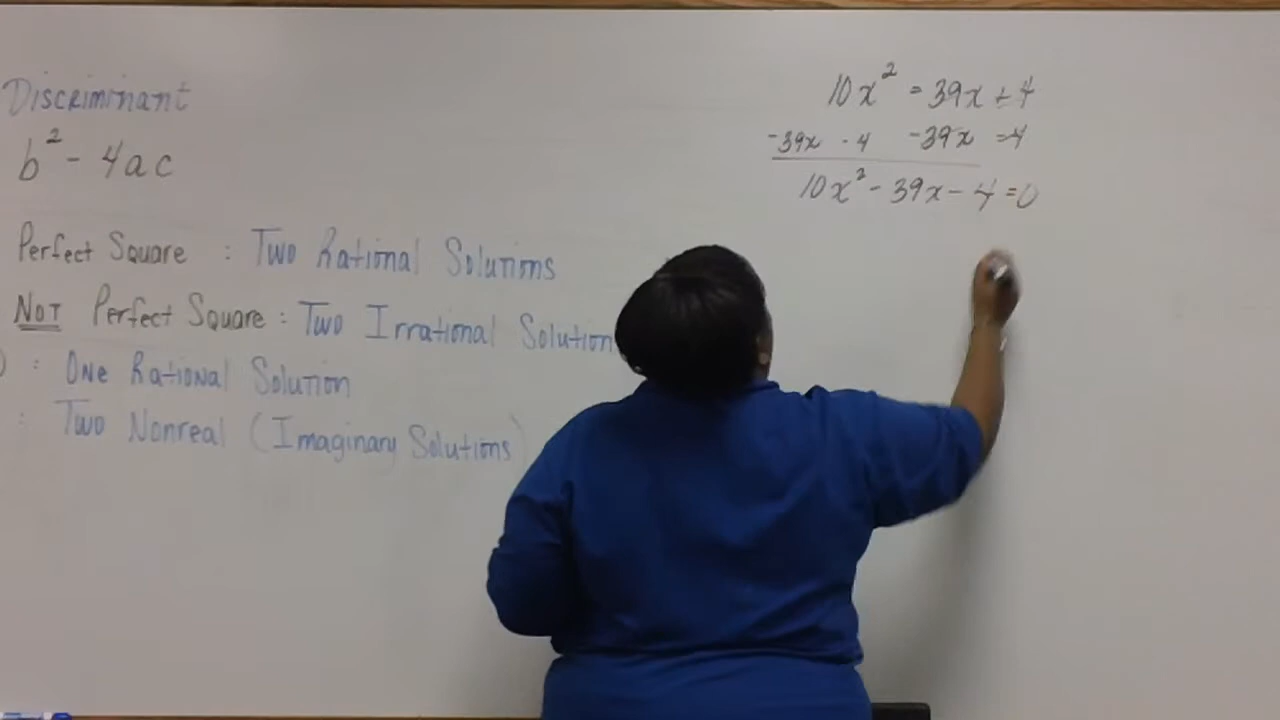 Discriminant
b² - 4ac
Perfect Square : Two Rational Solutions
NOT Perfect Square : Two Irrational Solution
: One Rational Solution
: Two Nonreal (Imaginary Solutions)
10x² = 39x + 4
-39x - 4 -39x -4
10x² - 39x - 4 = 0